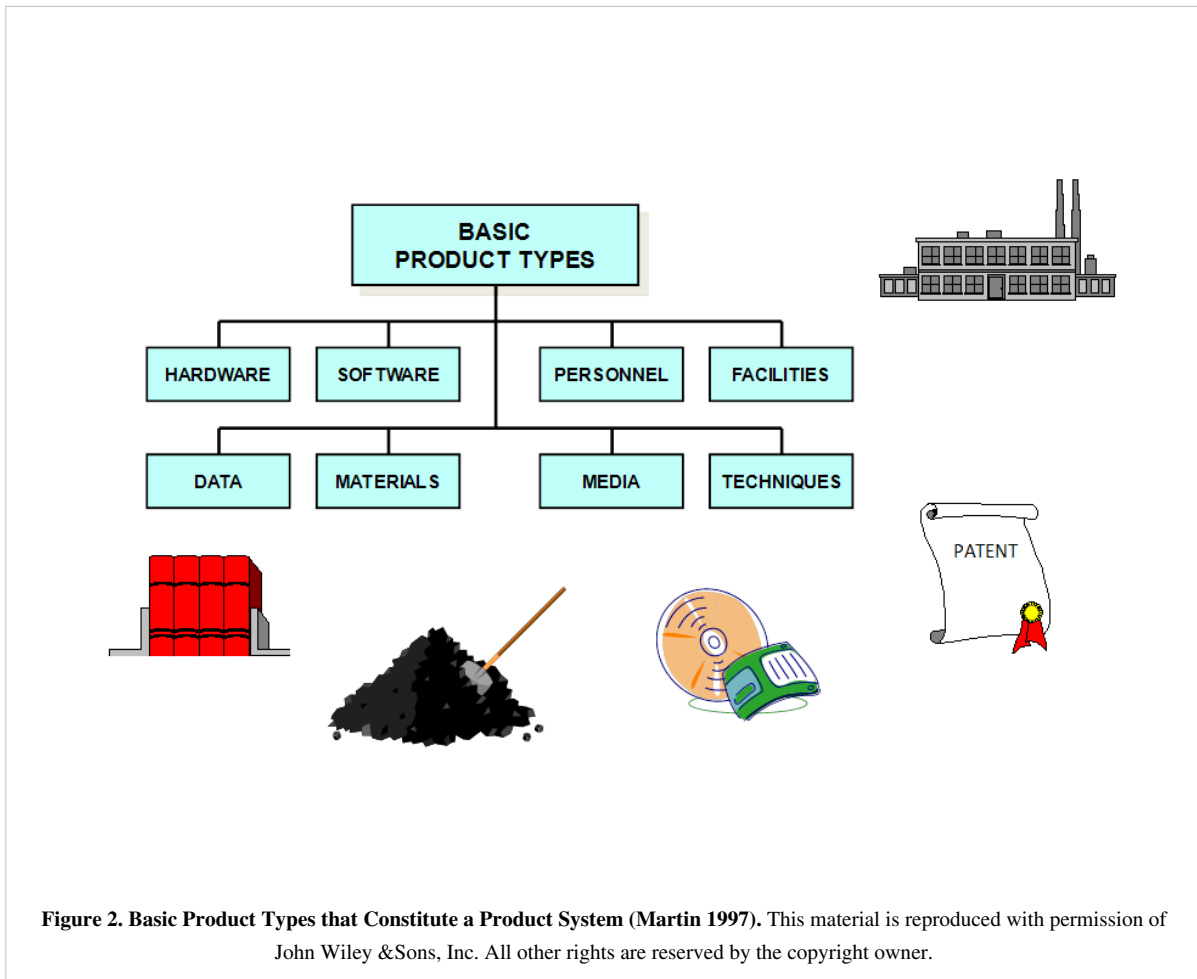 BASIC
PRODUCT TYPES
HARDWARE
SOFTWARE
PERSONNEL
FACILITIES
DATA
MATERIALS
MEDIA
TECHNIQUES
PATENT
Figure 2. Basic Product Types that Constitute a Product System (Martin 1997). This material is reproduced with permission of
John Wiley &Sons, Inc. All other rights are reserved by the copyright owner.